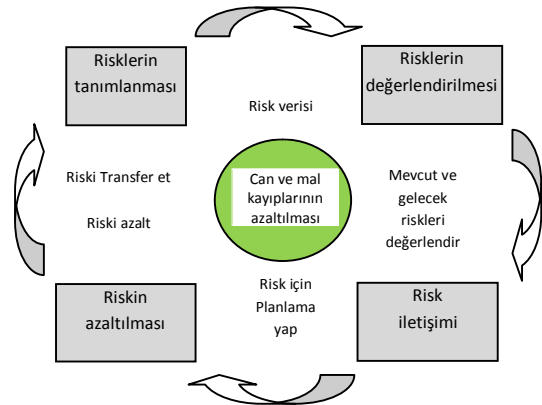 Risklerin
tanımlanması
Risklerin
değerlendirilmesi
Risk verisi
Riski Transfer et
Riski azalt
Can ve mal
kayıplarının
azaltılması
Mevcut ve
gelecek
riskleri
değerlendir
Riskin
azaltılması
Risk için
Planlama
yap
Risk
iletişimi